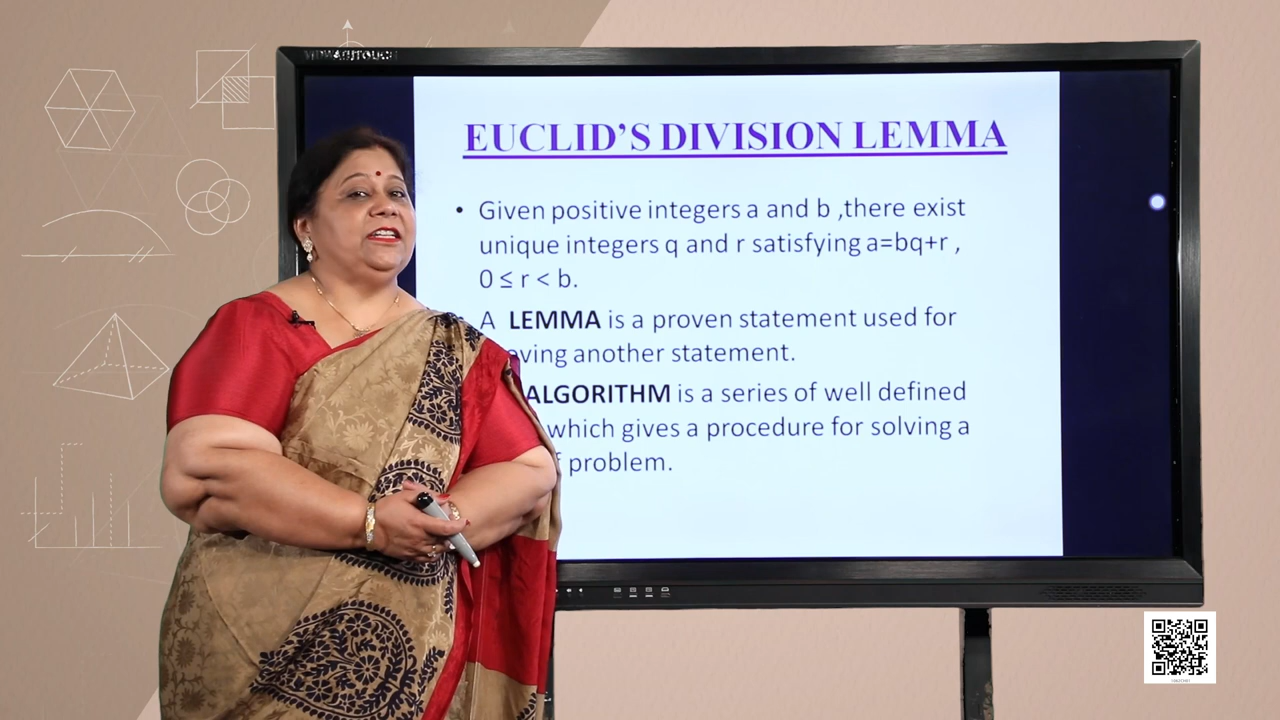 EUCLID'S DIVISION LEMMA
• Given positive integers a and b ,there exist
unique integers q and r satisfying a=bq+r ,
0 ≤ r < b.
A LEMMA is a proven statement used for
another statement.
ALGORITHM is a series of well defined
which gives a procedure for solving a
problem.